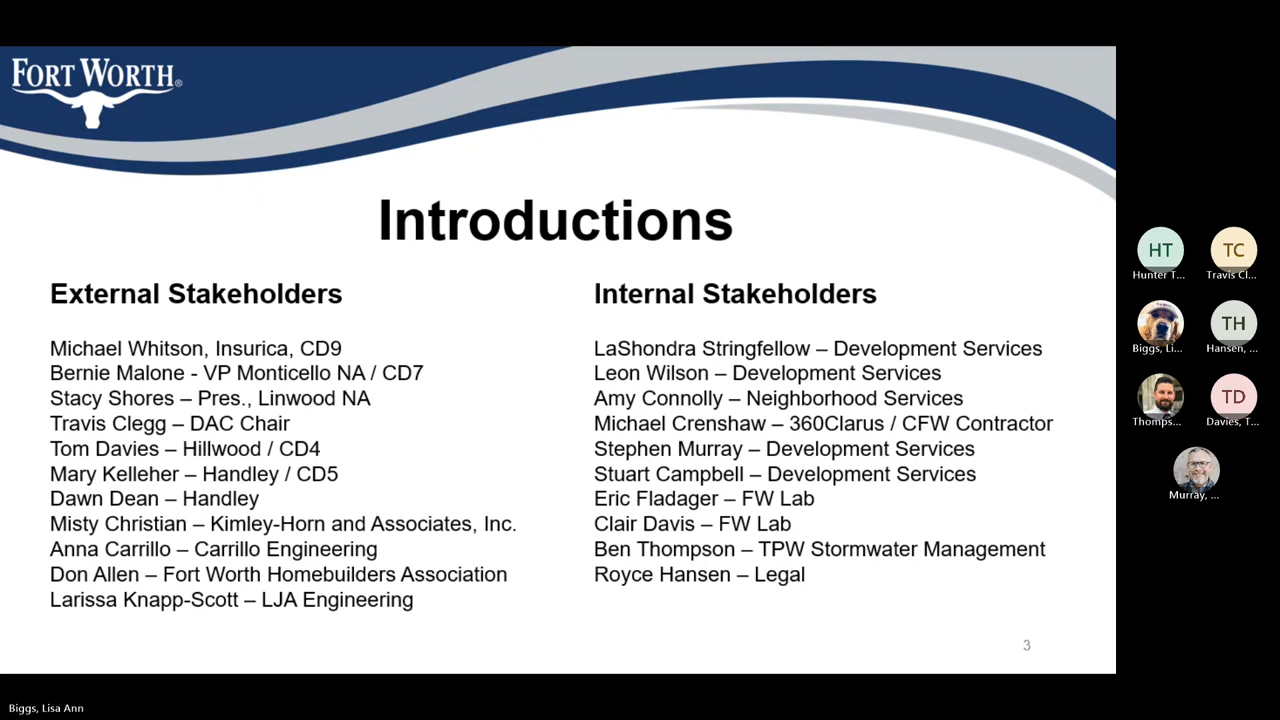 FORT WORTH®
Introductions
External Stakeholders
Michael Whitson, Insurica, CD9
Bernie Malone - VP Monticello NA / CD7
Stacy Shores – Pres., Linwood NA
Travis Clegg – DAC Chair
Tom Davies – Hillwood / CD4
Mary Kelleher – Handley / CD5
Dawn Dean – Handley
Misty Christian – Kimley-Horn and Associates, Inc.
Anna Carrillo – Carrillo Engineering
Don Allen – Fort Worth Homebuilders Association
Larissa Knapp-Scott – LJA Engineering
Internal Stakeholders
LaShondra Stringfellow – Development Services
Leon Wilson – Development Services
Amy Connolly – Neighborhood Services
Michael Crenshaw – 360Clarus / CFW Contractor
Stephen Murray – Development Services
Stuart Campbell – Development Services
Eric Fladager – FW Lab
Clair Davis – FW Lab
Ben Thompson – TPW Stormwater Management
Royce Hansen – Legal
3
HT
Hunter T...
TC
Travis Cl...
Biggs, Li...
TH
Hansen, ...
Thomps...
TD
Davies, T...
Murray, ...
Biggs, Lisa Ann